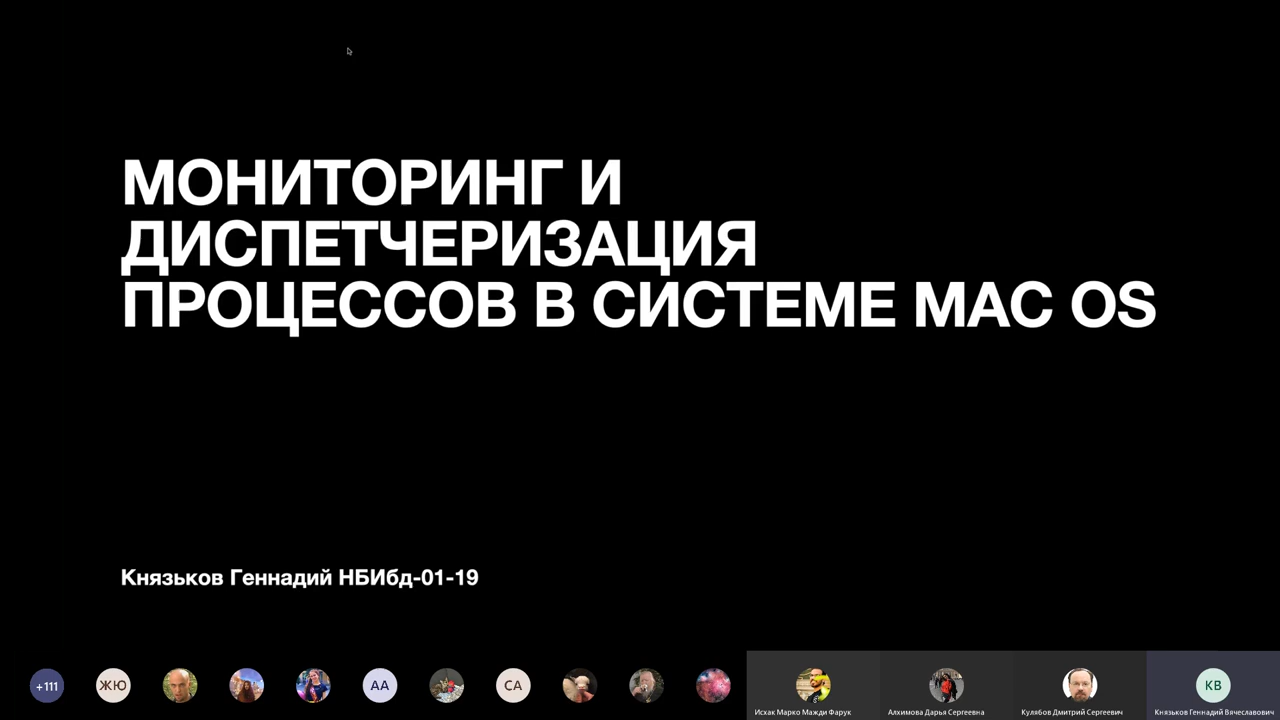 МОНИТОРИНГ И
ДИСПЕТЧЕРИЗАЦИЯ
ПРОЦЕССОВ В СИСТЕМЕ MAC OS
Князьков Геннадий НБИбд-01-19
+111
ЖЮ
АА
СА
КВ
Исхак Марко Мажди Фарук
Алхимова Дарья Сергеевна
Кулябов Дмитрий Сергеевич
Князьков Геннадий Вячеславович